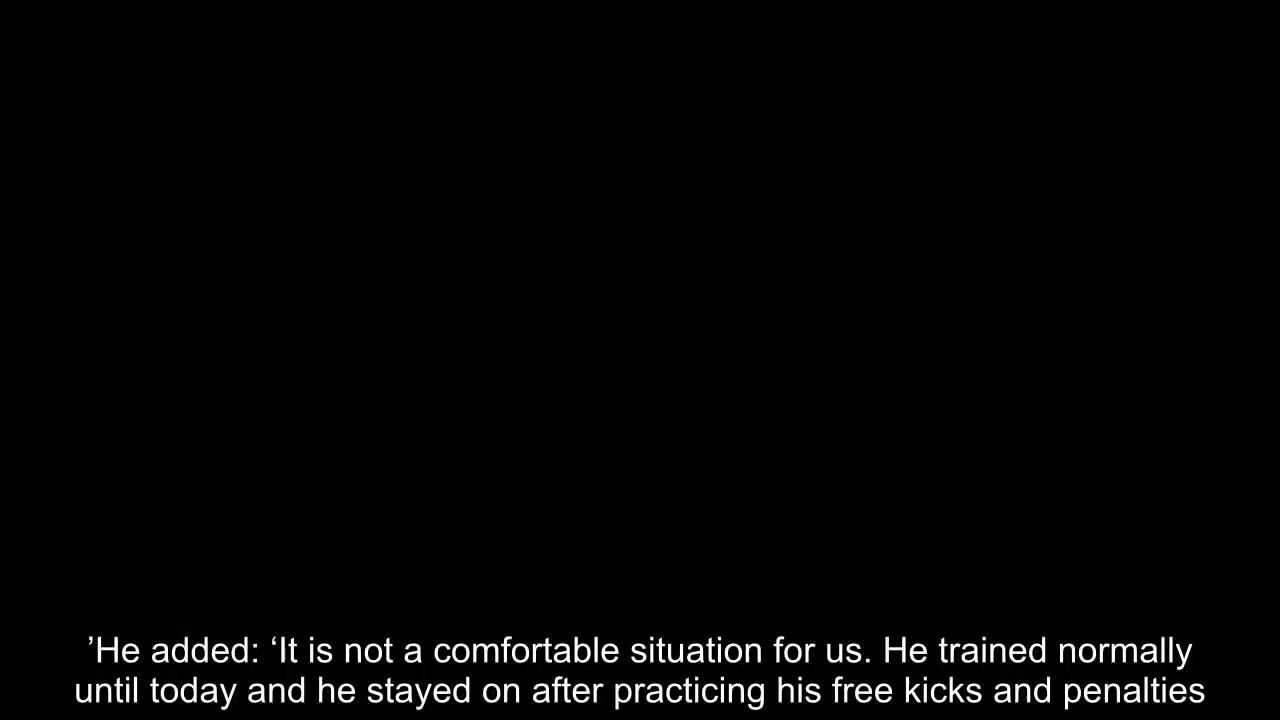 ’He added: ‘It is not a comfortable situation for us. He trained normally
until today and he stayed on after practicing his free kicks and penalties